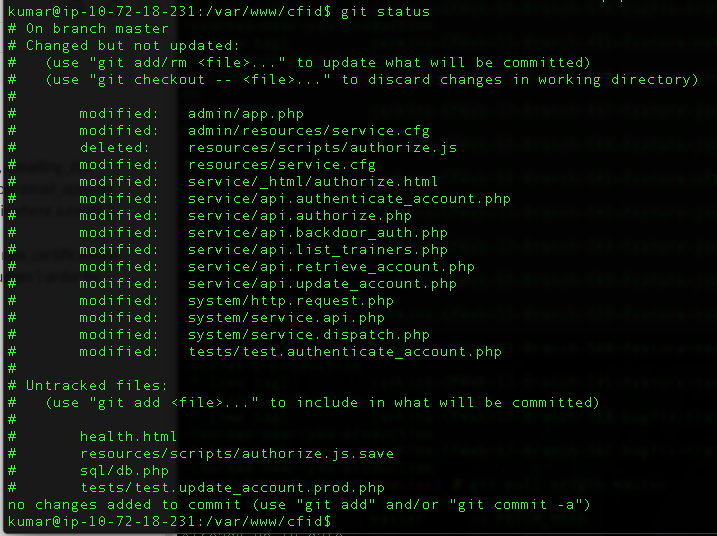 kumar@ip-10-72-18-231:/var/www/cfid$ git status
# On branch master
# Changed but not updated:
#   (use "git add/rm <file>..." to update what will be committed)
#   (use "git checkout -- <file>..." to discard changes in working directory)
#
#       modified:   admin/app.php
#       modified:   admin/resources/service.cfg
#       deleted:    resources/scripts/authorize.js
#       modified:   resources/service.cfg
#       modified:   service/_html/authorize.html
#       modified:   service/api.authenticate_account.php
#       modified:   service/api.authorize.php
#       modified:   service/api.backdoor_auth.php
#       modified:   service/api.list_trainers.php
#       modified:   service/api.retrieve_account.php
#       modified:   service/api.update_account.php
#       modified:   system/http.request.php
#       modified:   system/service.api.php
#       modified:   system/service.dispatch.php
#       modified:   tests/test.authenticate_account.php
#
# Untracked files:
#   (use "git add <file>..." to include in what will be committed)
#
#       health.html
#       resources/scripts/authorize.js.save
#       sql/db.php
#       tests/test.update_account.prod.php
no changes added to commit (use "git add" and/or "git commit -a")
kumar@ip-10-72-18-231:/var/www/cfid$